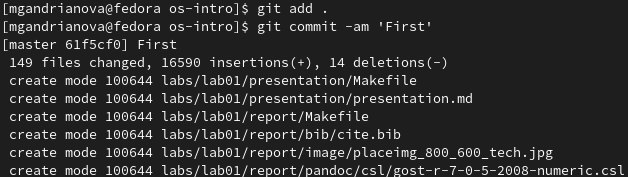 [mgandrianova@fedora os-intro]$ git add .
[mgandrianova@fedora os-intro]$ git commit -am 'First'
[master 61f5cf0] First
 149 files changed, 16590 insertions(+), 14 deletions(-)
 create mode 100644 labs/lab01/presentation/Makefile
 create mode 100644 labs/lab01/presentation/presentation.md
 create mode 100644 labs/lab01/report/Makefile
 create mode 100644 labs/lab01/report/bib/cite.bib
 create mode 100644 labs/lab01/report/image/placeimg_800_600_tech.jpg
 create mode 100644 labs/lab01/report/pandoc/csl/gost-r-7-0-5-2008-numeric.csl